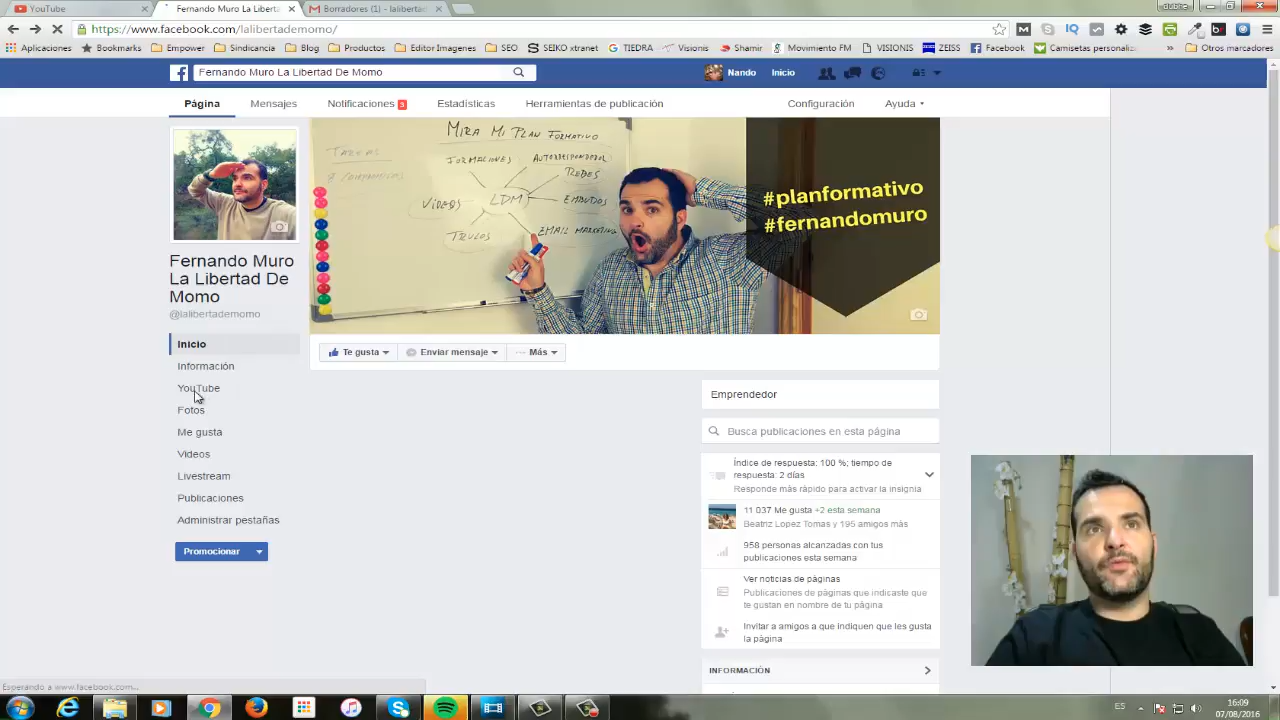 YouTube
Fernando Muro La Liberta
Borradores (1) - lalibertad
https://www.facebook.com/lalibertademomo/
Aplicaciones
Bookmarks
Empower
Sindicancia
Blog
Productos
Editor Imagenes
SEO
SEIKO xtranet
TIEDRA
Visionis
Shamir
Movimiento FM
VISIONIS
ZEISS
Facebook
Camisetas personaliz
»
Otros marcadores
Fernando Muro La Libertad De Momo
Nando
Inicio
Página
Mensajes
Notificaciones 3
Estadísticas
Herramientas de publicación
Configuración
Ayuda
MIRA MI PLAN FORMATIVO
TAREAS
FORMACIONES
AUTORRESPONDEDOR
REDES
VIDEOS
LDM
EMBUDOS
TRUCOS
EMAIL MARKETING
#planformativo
#fernandomuro
Fernando Muro
La Libertad De
Momo
@lalibertademomo
Inicio
Información
YouTube
Fotos
Me gusta
Videos
Livestream
Publicaciones
Administrar pestañas
Promocionar
Te gusta
Enviar mensaje
Más
Emprendedor
Busca publicaciones en esta página
Índice de respuesta: 100 %; tiempo de
respuesta: 2 días
Responde más rápido para activar la insignia
11 037 Me gusta +2 esta semana
Beatriz Lopez Tomas y 195 amigos más
958 personas alcanzadas con tus
publicaciones esta semana
Ver noticias de páginas
Publicaciones de páginas que indicaste que
te gustan en nombre de tu página
Invitar a amigos a que indiquen que les gusta
la página
INFORMACIÓN
Esperando a www.facebook.com...
ES
16:09
07/08/2016